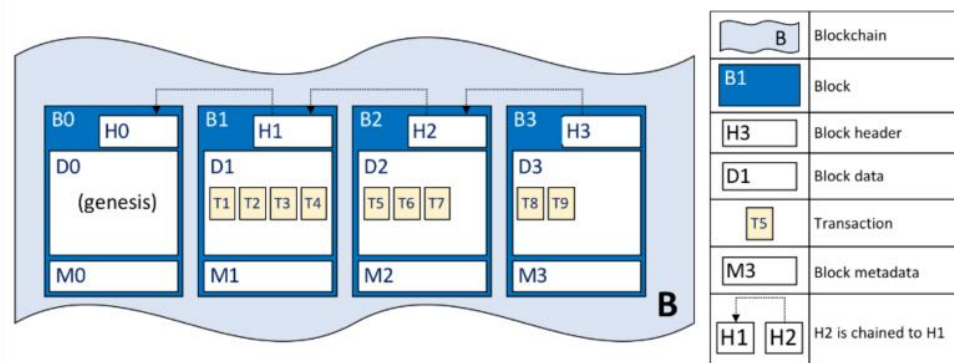 B0 H0
D0
(genesis)
M0
B1 H1
D1
T1 T2 T3 T4
M1
B2 H2
D2
T5 T6 T7
M2
B3 H3
D3
T8 T9
M3
B
B Blockchain
B1 Block
H3 Block header
D1 Block data
T5 Transaction
M3 Block metadata
H1 H2 H2 is chained to H1